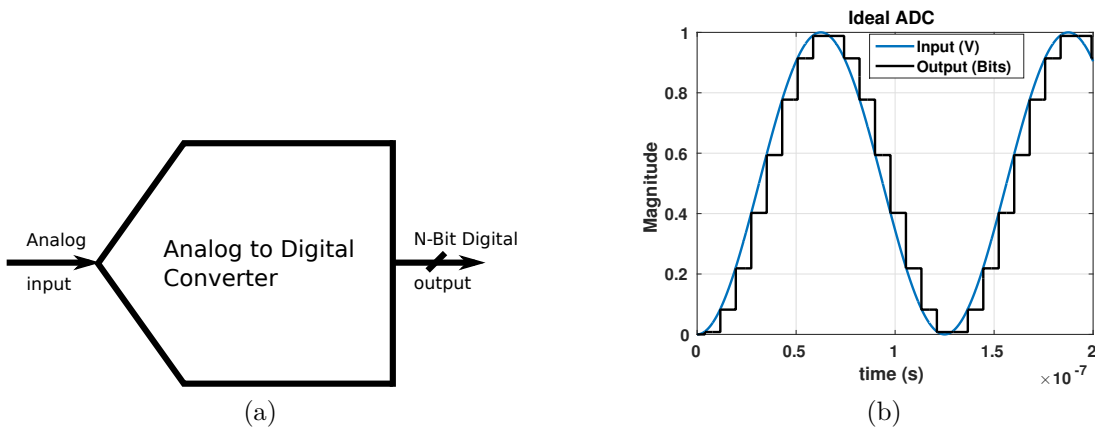 Analog
input
Analog to Digital
Converter
N-Bit Digital
output
(a)
Ideal ADC
Input (V)
Output (Bits)
Magnitude
1
0.8
0.6
0.4
0.2
0
0
0.5
1
1.5
2
time (s)
×10^-7
(b)